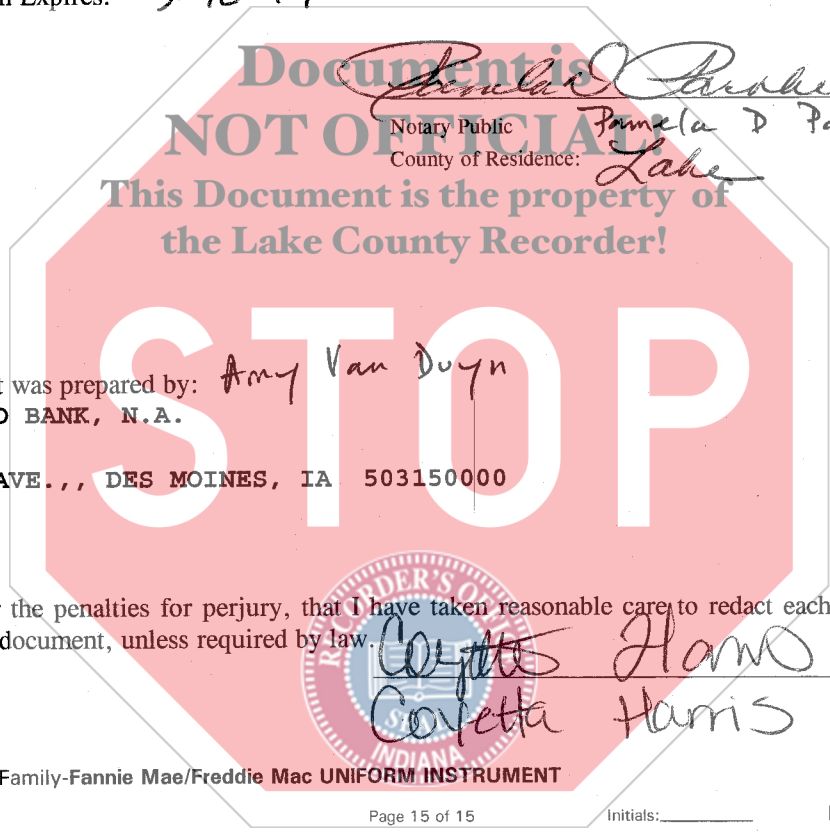 n Expires:
Document is
NOT OFFICIAL!
Notary Public Pamela D
County of Residence: Lake
This Document is the property of
the Lake County Recorder!
STOP
was prepared by: Amy Van Duyn
BANK, N.A.
AVE.,, DES MOINES, IA 503150000
RECORDER'S
the penalties for perjury, that I have taken reasonable care to redact each
document, unless required by law.
Coyetta Harris
INDIANA
Family-Fannie Mae/Freddie Mac UNIFORM INSTRUMENT
Page 15 of 15 Initials: